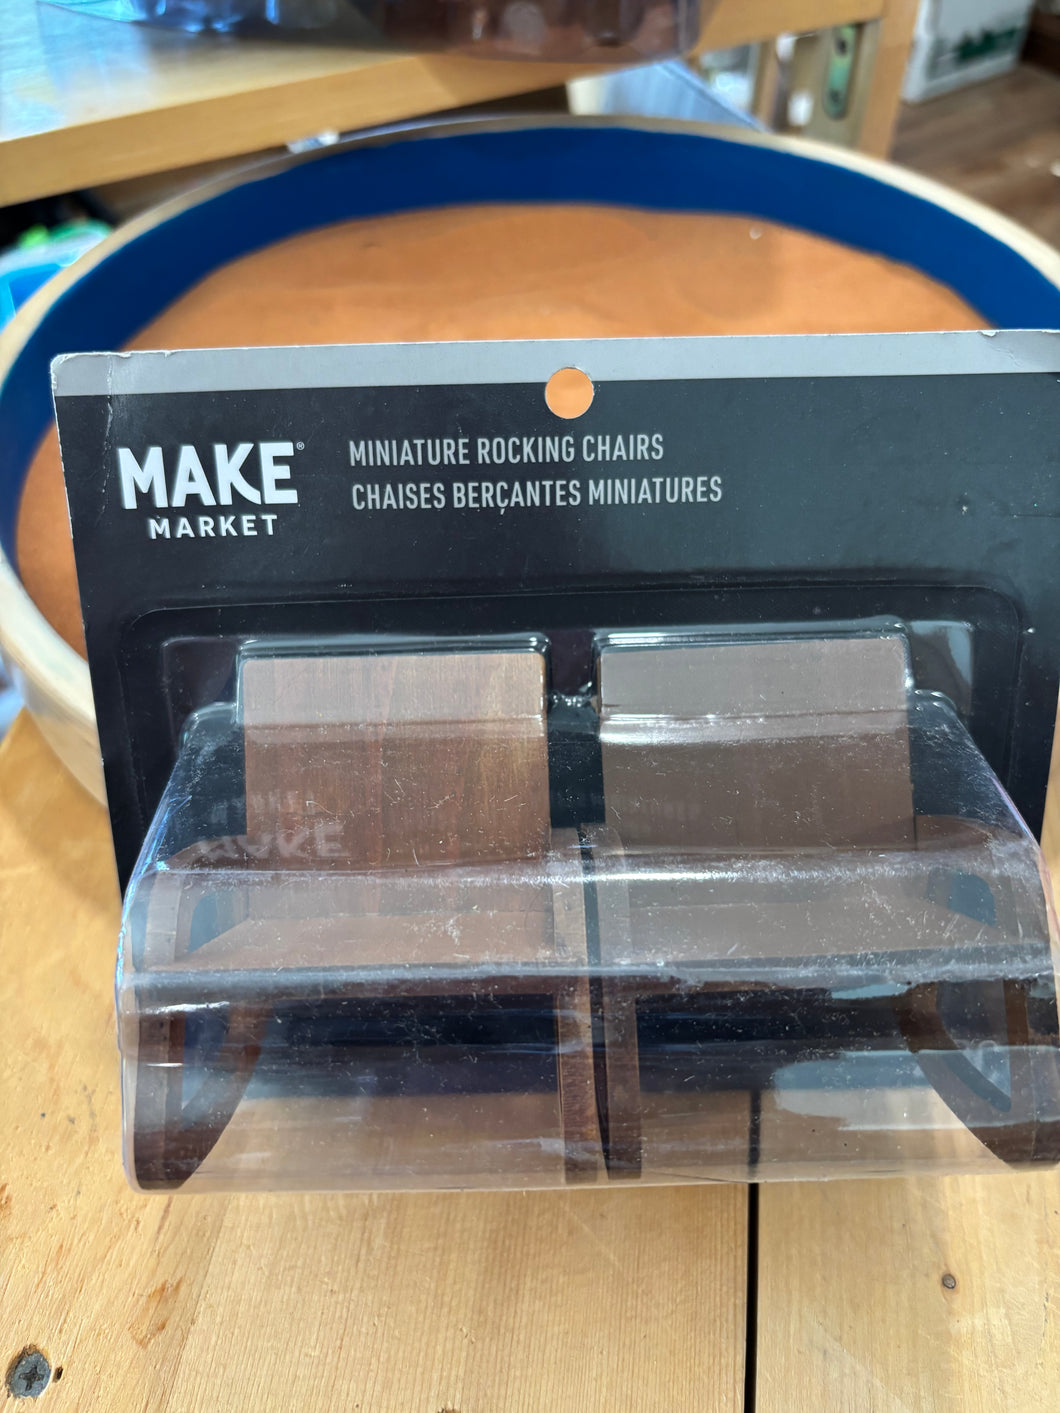 MAKE®
MARKET
MINIATURE ROCKING CHAIRS
CHAISES BERÇANTES MINIATURES